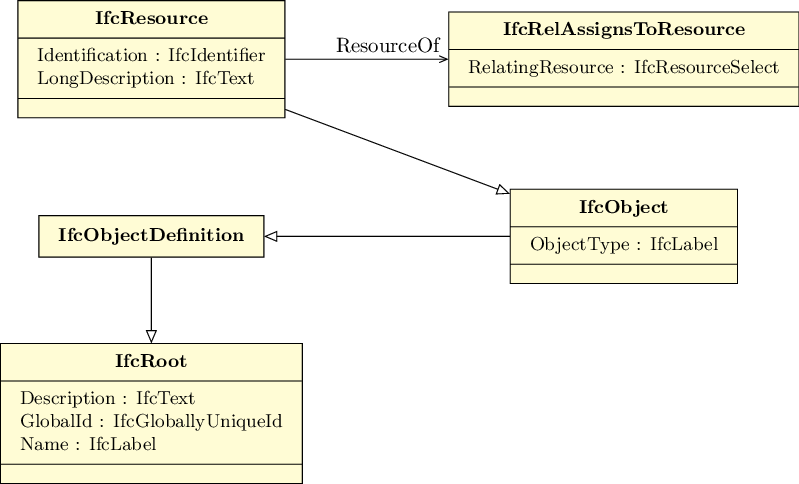 IfcResource
Identification : IfcIdentifier
LongDescription : IfcText
ResourceOf
IfcRelAssignsToResource
RelatingResource : IfcResourceSelect
IfcObject
ObjectType : IfcLabel
IfcObjectDefinition
IfcRoot
Description : IfcText
GlobalId : IfcGloballyUniqueId
Name : IfcLabel